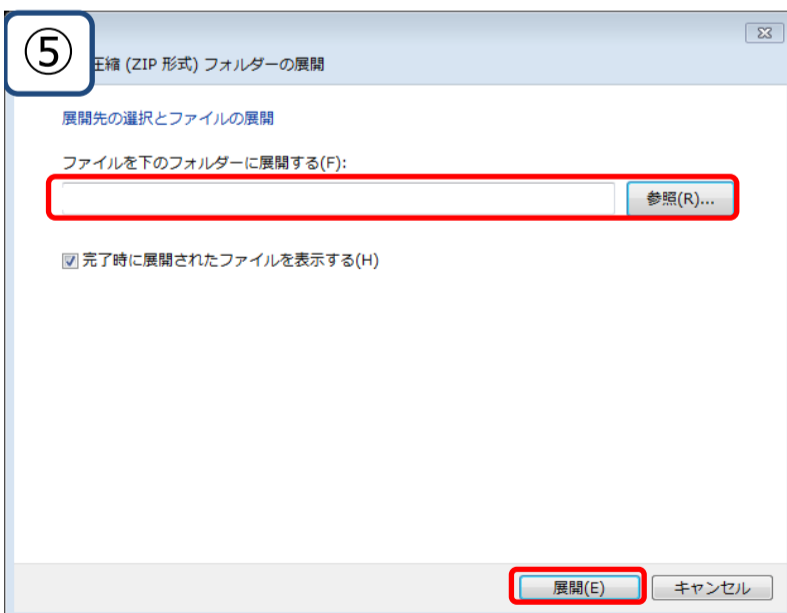 ⑤
圧縮 (ZIP 形式) フォルダーの展開
展開先の選択とファイルの展開
ファイルを下のフォルダーに展開する(F):
参照(R)...
完了時に展開されたファイルを表示する(H)
展開(E) キャンセル